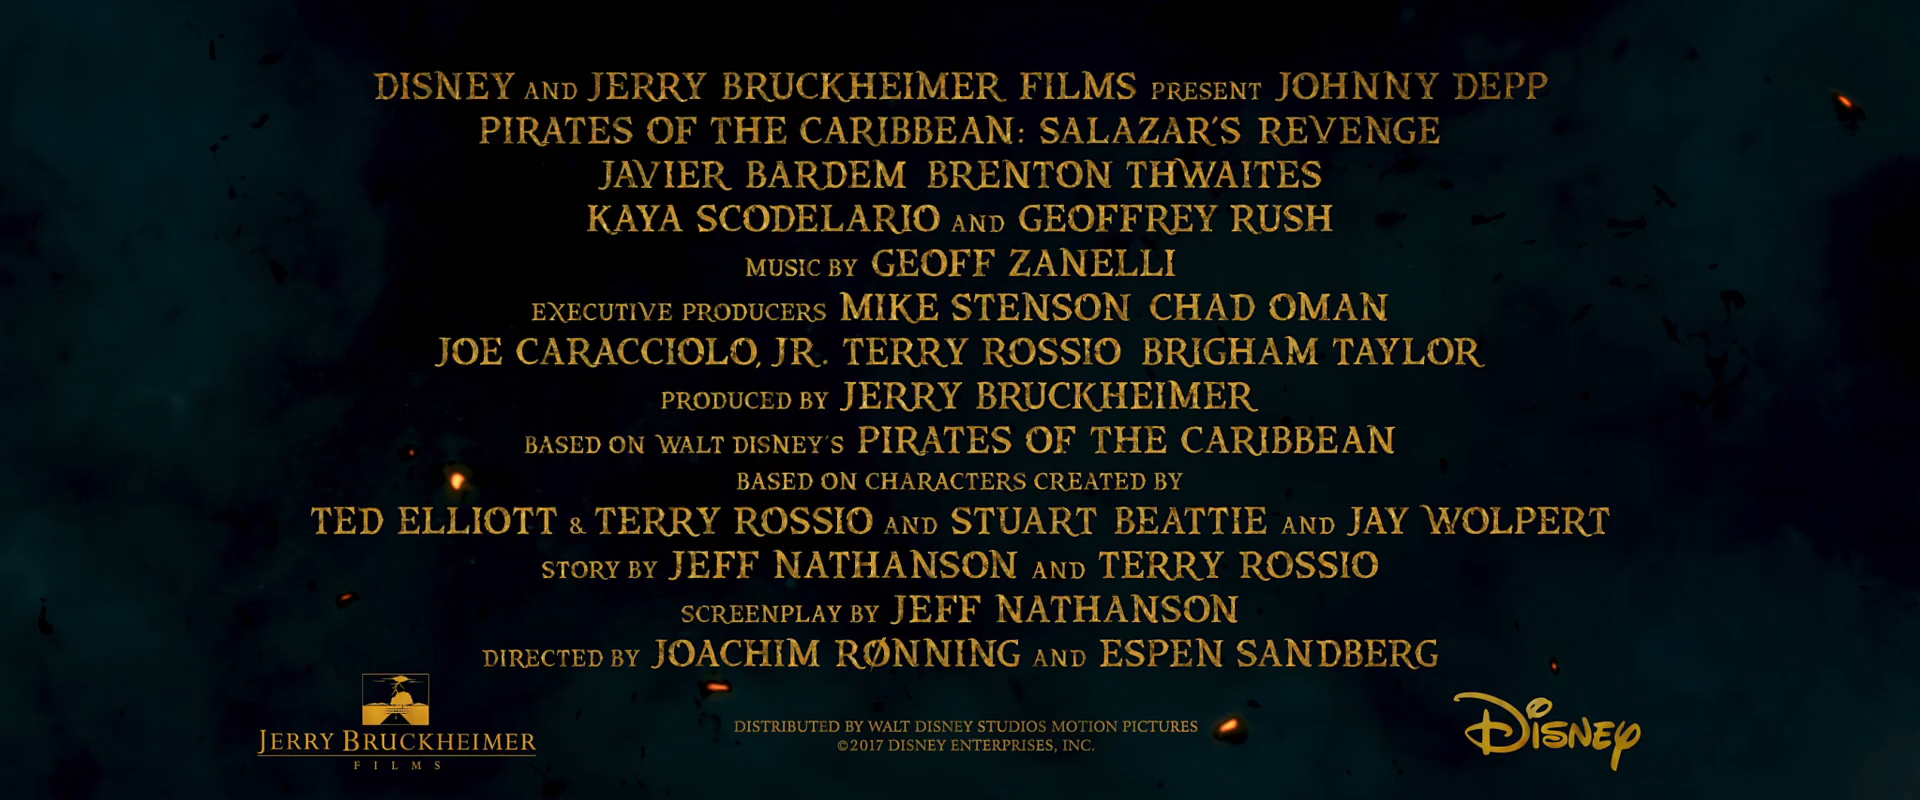 DISNEY AND JERRY BRUCKHEIMER FILMS PRESENT JOHNNY DEPP
PIRATES OF THE CARIBBEAN: SALAZAR'S REVENGE
JAVIER BARDEM BRENTON THWAITES
KAYA SCODELARIO AND GEOFFREY RUSH
MUSIC BY GEOFF ZANELLI
EXECUTIVE PRODUCERS MIKE STENSON CHAD OMAN
JOE CARACCIOLO, JR. TERRY ROSSIO BRIGHAM TAYLOR
PRODUCED BY JERRY BRUCKHEIMER
BASED ON WALT DISNEY'S PIRATES OF THE CARIBBEAN
BASED ON CHARACTERS CREATED BY
TED ELLIOTT & TERRY ROSSIO AND STUART BEATTIE AND JAY WOLPERT
STORY BY JEFF NATHANSON AND TERRY ROSSIO
SCREENPLAY BY JEFF NATHANSON
DIRECTED BY JOACHIM RØNNING AND ESPEN SANDBERG
JERRY BRUCKHEIMER
FILMS
DISTRIBUTED BY WALT DISNEY STUDIOS MOTION PICTURES
©2017 DISNEY ENTERPRISES, INC.
DISNEY